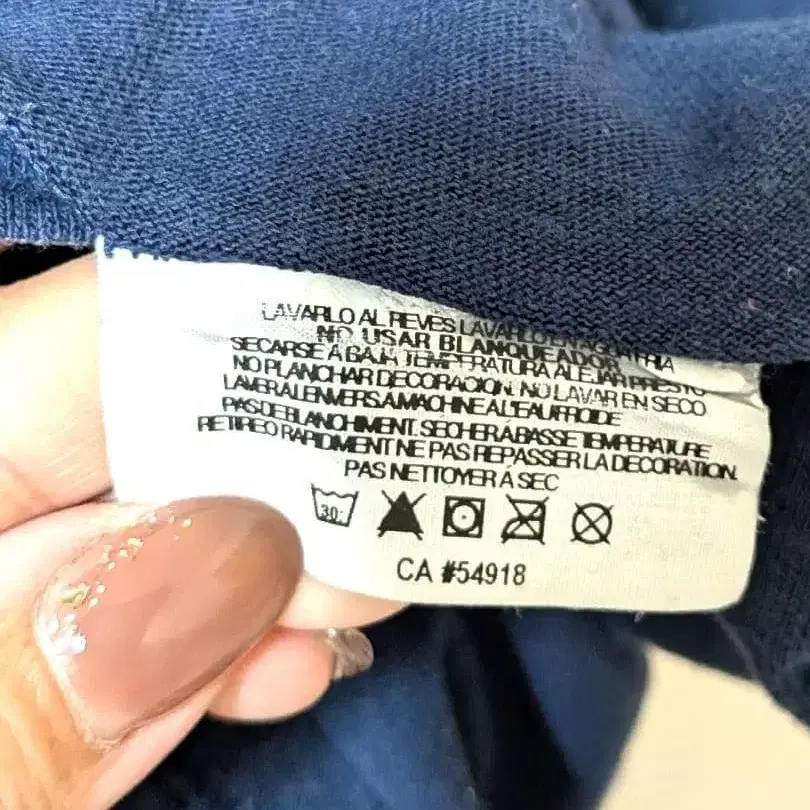 LAVARLO AL REVES LAVARLO EN AGUA FRIA
NO USAR BLANQUEADOR
SECARSE A BAJA TEMPERATURA ALEJAR PRESTO
NO PLANCHAR DECORACION. NO LAVAR EN SECO
LAVER A L'ENVERS. A MACHINE A L'EAU FROIDE
PAS DE BLANCHIMENT. SECHER A BASSE TEMPERATURE
RETIREO RAPIDMENT NE PAS REPASSER LA DECORATION.
PAS NETTOYER A SEC
30°
CA #54918